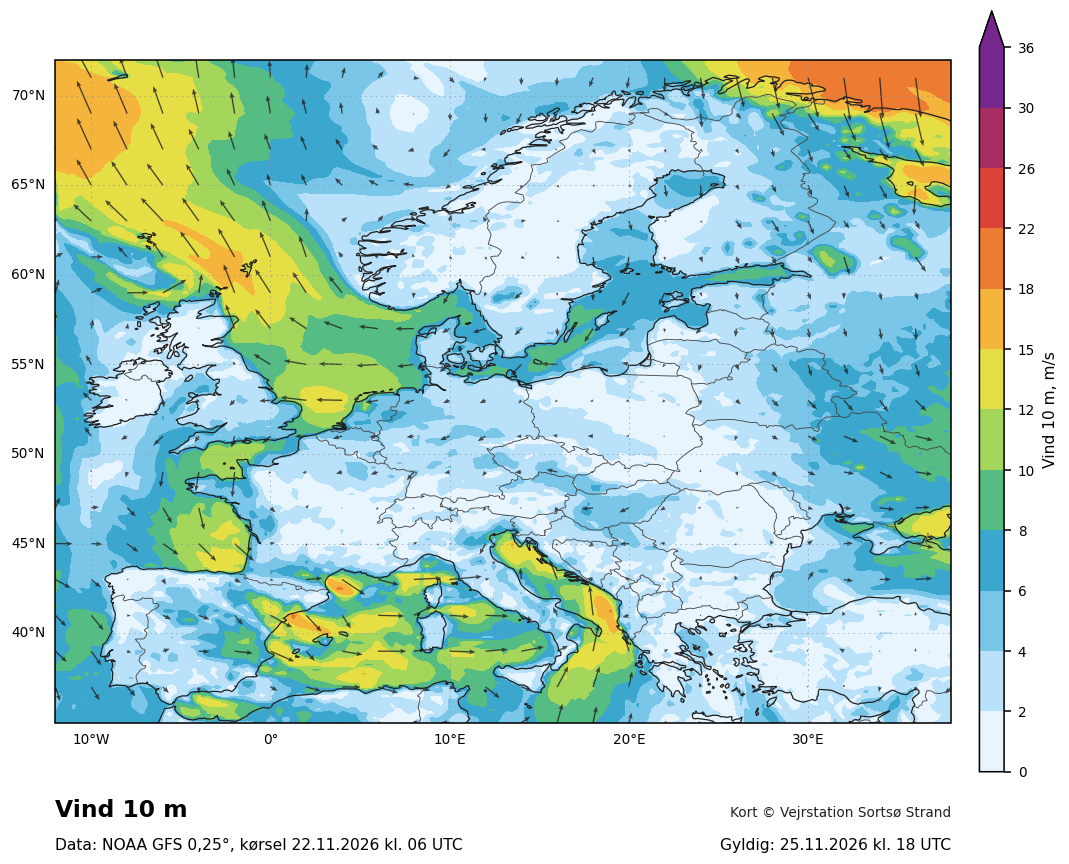 36
30
26
22
18
15
12
10
8
6
4
2
0
Vind 10 m, m/s
70°N
65°N
60°N
55°N
50°N
45°N
40°N
10°W
0°
10°E
20°E
30°E
Vind 10 m
Kort © Vejrstation Sortsø Strand
Data: NOAA GFS 0,25°, kørsel 22.11.2026 kl. 06 UTC
Gyldig: 25.11.2026 kl. 18 UTC